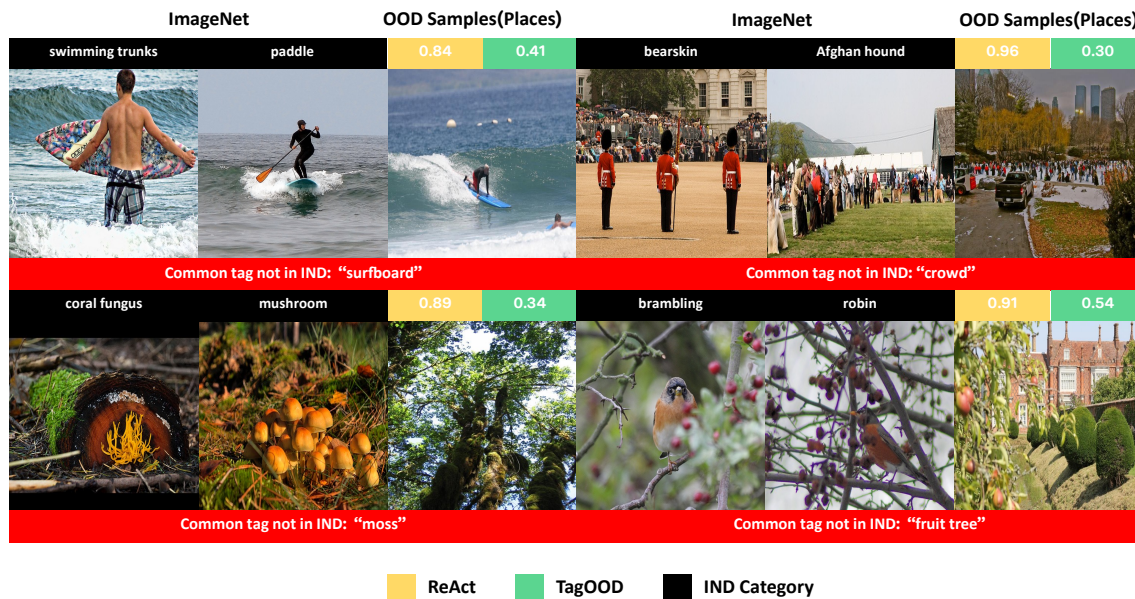 ImageNet OOD Samples(Places) ImageNet OOD Samples(Places)
swimming trunks paddle 0.84 0.41 bearskin Afghan hound 0.96 0.30
Common tag not in IND: “surfboard” Common tag not in IND: “crowd”
coral fungus mushroom 0.89 0.34 brambling robin 0.91 0.54
Common tag not in IND: “moss” Common tag not in IND: “fruit tree”
ReAct TagOOD IND Category